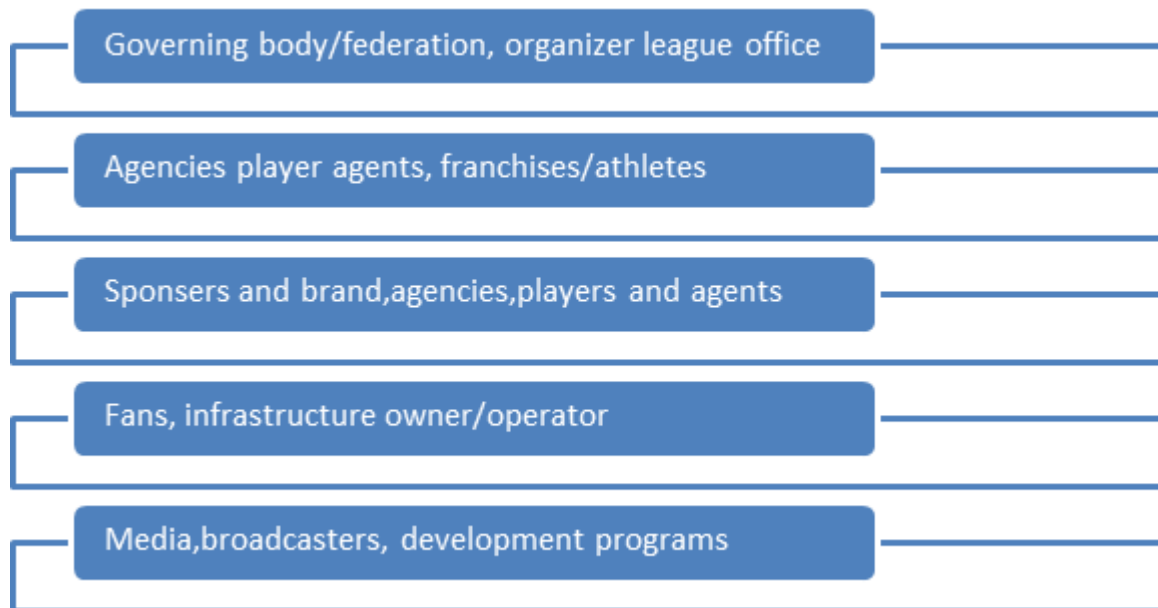 Governing body/federation, organizer league office
Agencies player agents, franchises/athletes
Sponsers and brand,agencies,players and agents
Fans, infrastructure owner/operator
Media,broadcasters, development programs